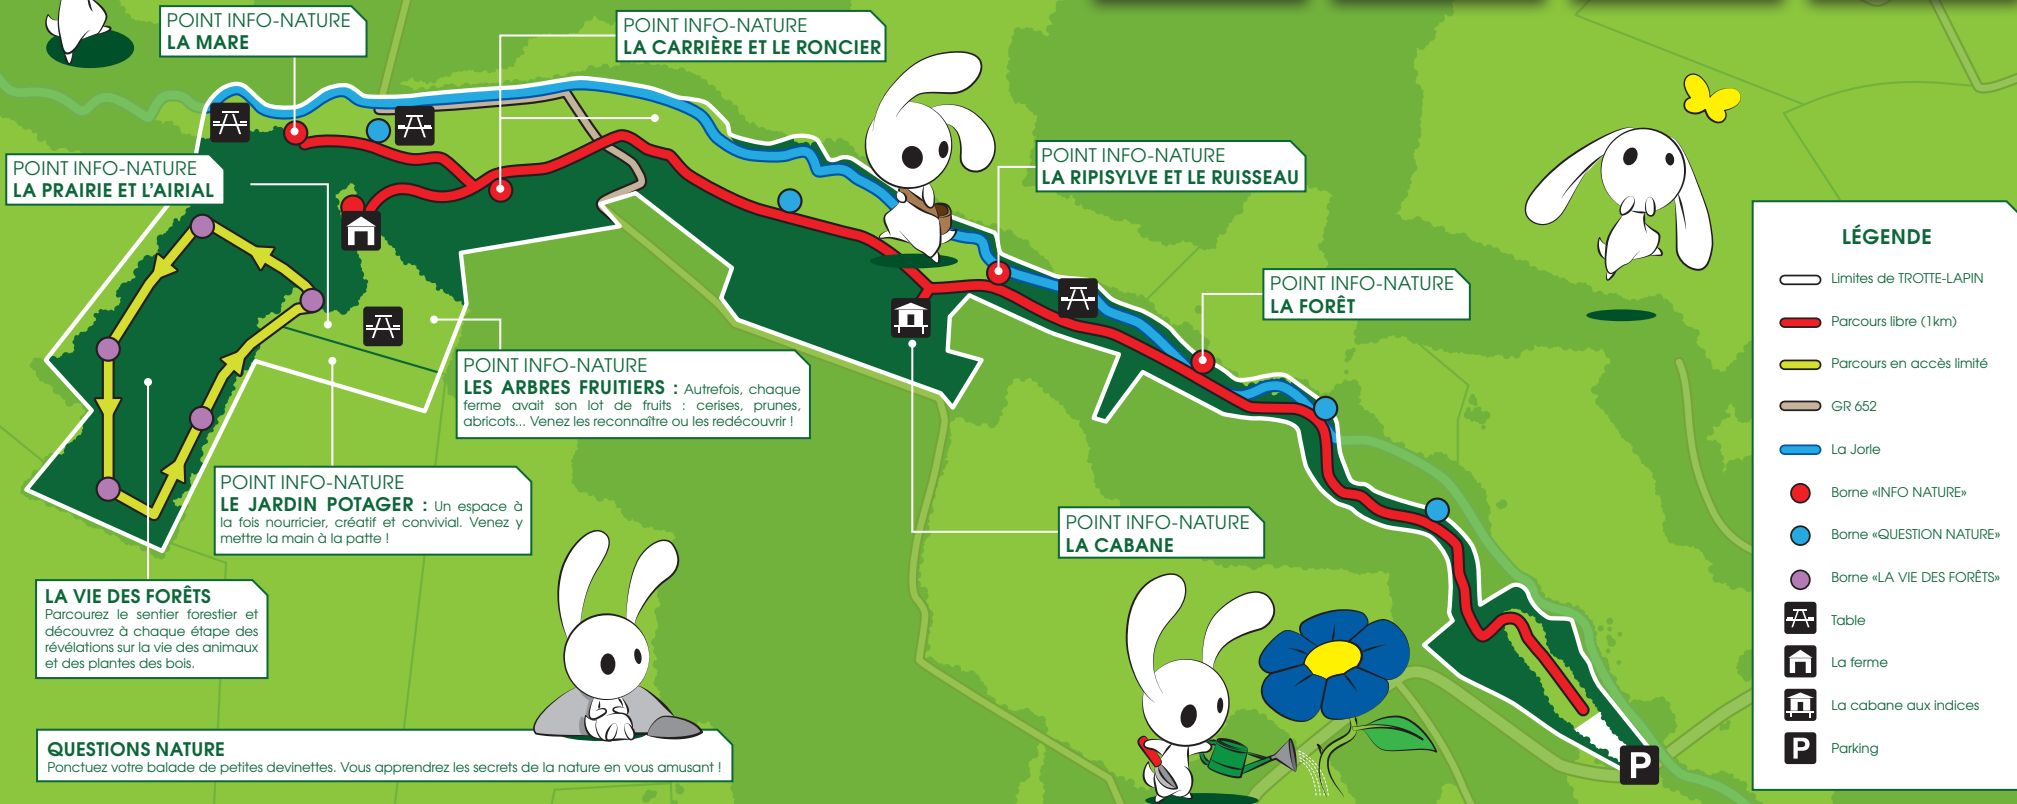 POINT INFO-NATURE
LA MARE
POINT INFO-NATURE
LA CARRIÈRE ET LE RONCIER
POINT INFO-NATURE
LA PRAIRIE ET L'AIRIAL
POINT INFO-NATURE
LA RIPISYLVE ET LE RUISSEAU
POINT INFO-NATURE
LA FORÊT
POINT INFO-NATURE
LES ARBRES FRUITIERS : Autrefois, chaque
ferme avait son lot de fruits : cerises, prunes,
abricots... Venez les reconnaître ou les redécouvrir !
POINT INFO-NATURE
LE JARDIN POTAGER : Un espace à
la fois nourricier, créatif et convivial. Venez y
mettre la main à la patte !
POINT INFO-NATURE
LA CABANE
LA VIE DES FORÊTS
Parcourez le sentier forestier et
découvrez à chaque étape des
révélations sur la vie des animaux
et des plantes des bois.
QUESTIONS NATURE
Ponctuez votre balade de petites devinettes. Vous apprendrez les secrets de la nature en vous amusant !
P
LÉGENDE
Limites de TROTTE-LAPIN
Parcours libre (1km)
Parcours en accès limité
GR 652
La Jorle
Borne «INFO NATURE»
Borne «QUESTION NATURE»
Borne «LA VIE DES FORÊTS»
Table
La ferme
La cabane aux indices
P Parking